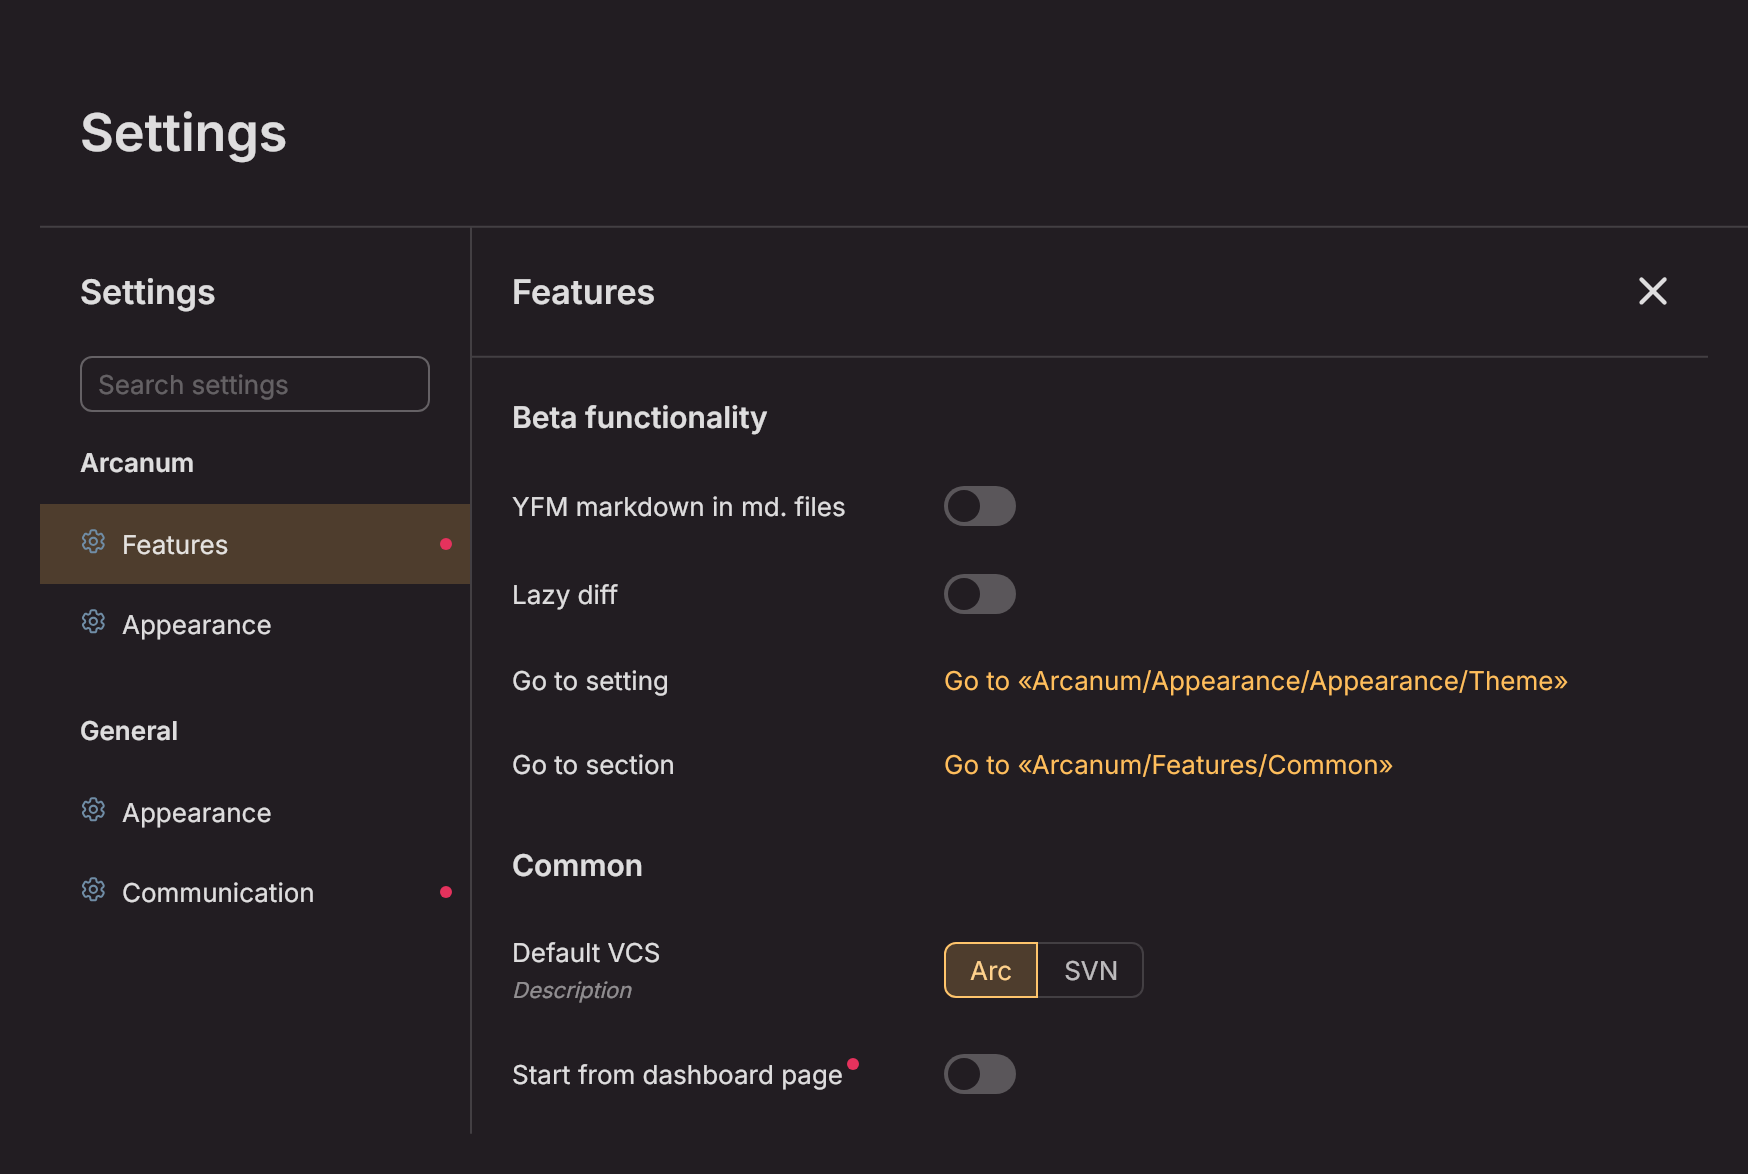 Settings
Settings
Search settings
Arcanum
Features
Appearance
General
Appearance
Communication
Features
Beta functionality
YFM markdown in md. files
Lazy diff
Go to setting
Go to «Arcanum/Appearance/Appearance/Theme»
Go to section
Go to «Arcanum/Features/Common»
Common
Default VCS
Description
Arc
SVN
Start from dashboard page